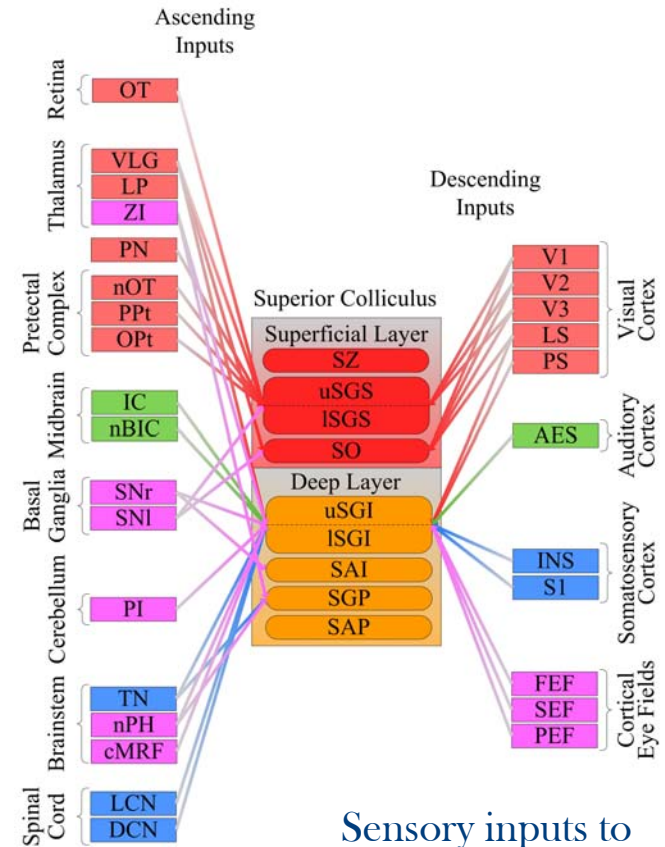 Ascending
Inputs
Retina
OT
Thalamus
VLG
LP
ZI
PN
Pretectal
Complex
nOT
PPt
OPt
Midbrain
IC
nBIC
Basal
Ganglia
SNr
SNl
Cerebellum
PI
Brainstem
TN
nPH
cMRF
Spinal
Cord
LCN
DCN
Superior Colliculus
Superficial Layer
SZ
uSGS
lSGS
SO
Deep Layer
uSGI
lSGI
SAI
SGP
SAP
Descending
Inputs
V1
V2
V3
LS
PS
Visual
Cortex
AES
Auditory
Cortex
INS
S1
Somatosensory
Cortex
FEF
SEF
PEF
Cortical
Eye Fields
Sensory inputs to